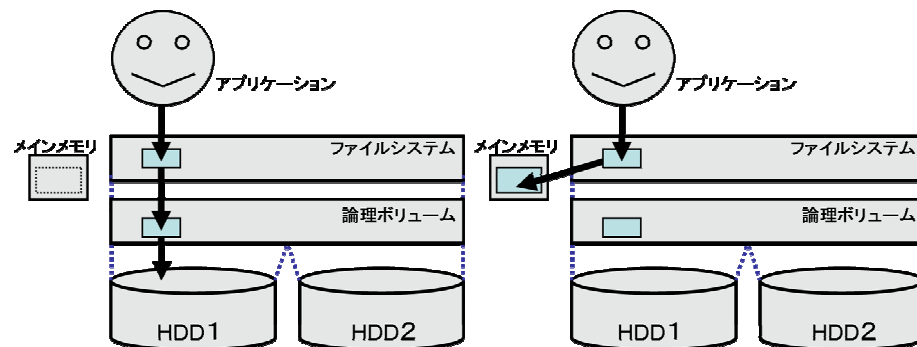 アプリケーション
メインメモリ
ファイルシステム
論理ボリューム
HDD1
HDD2
アプリケーション
メインメモリ
ファイルシステム
論理ボリューム
HDD1
HDD2